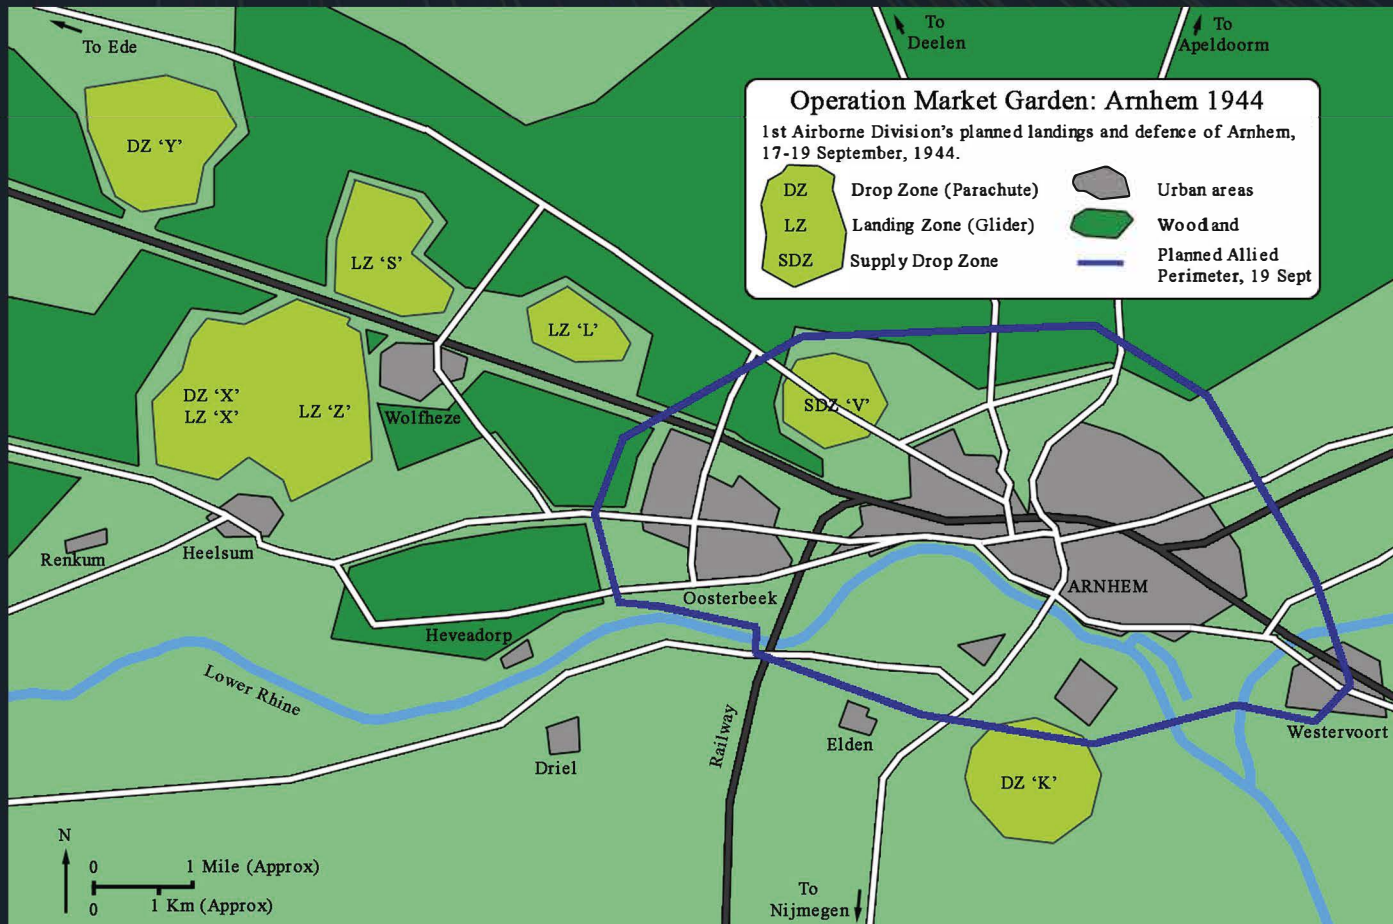 To Ede
To
Deelen
To
Apeldoorm
Operation Market Garden: Arnhem 1944
1st Airborne Division's planned landings and defence of Arnhem,
17-19 September, 1944.
DZ
Drop Zone (Parachute)
Urban areas
LZ
Landing Zone (Glider)
Woodland
SDZ
Supply Drop Zone
Planned Allied
Perimeter, 19 Sept
DZ ‘Y’
LZ ‘S’
LZ ‘L’
DZ ‘X’
LZ ‘X’
LZ ‘Z’
SDZ ‘V’
Wolfheze
Renkum
Heelsum
Oosterbeek
ARNHEM
Heveadorp
Lower Rhine
Railway
Driel
Elden
Westervoort
DZ ‘K’
N
0
1 Mile (Approx)
0
1 Km (Approx)
To
Nijmegen